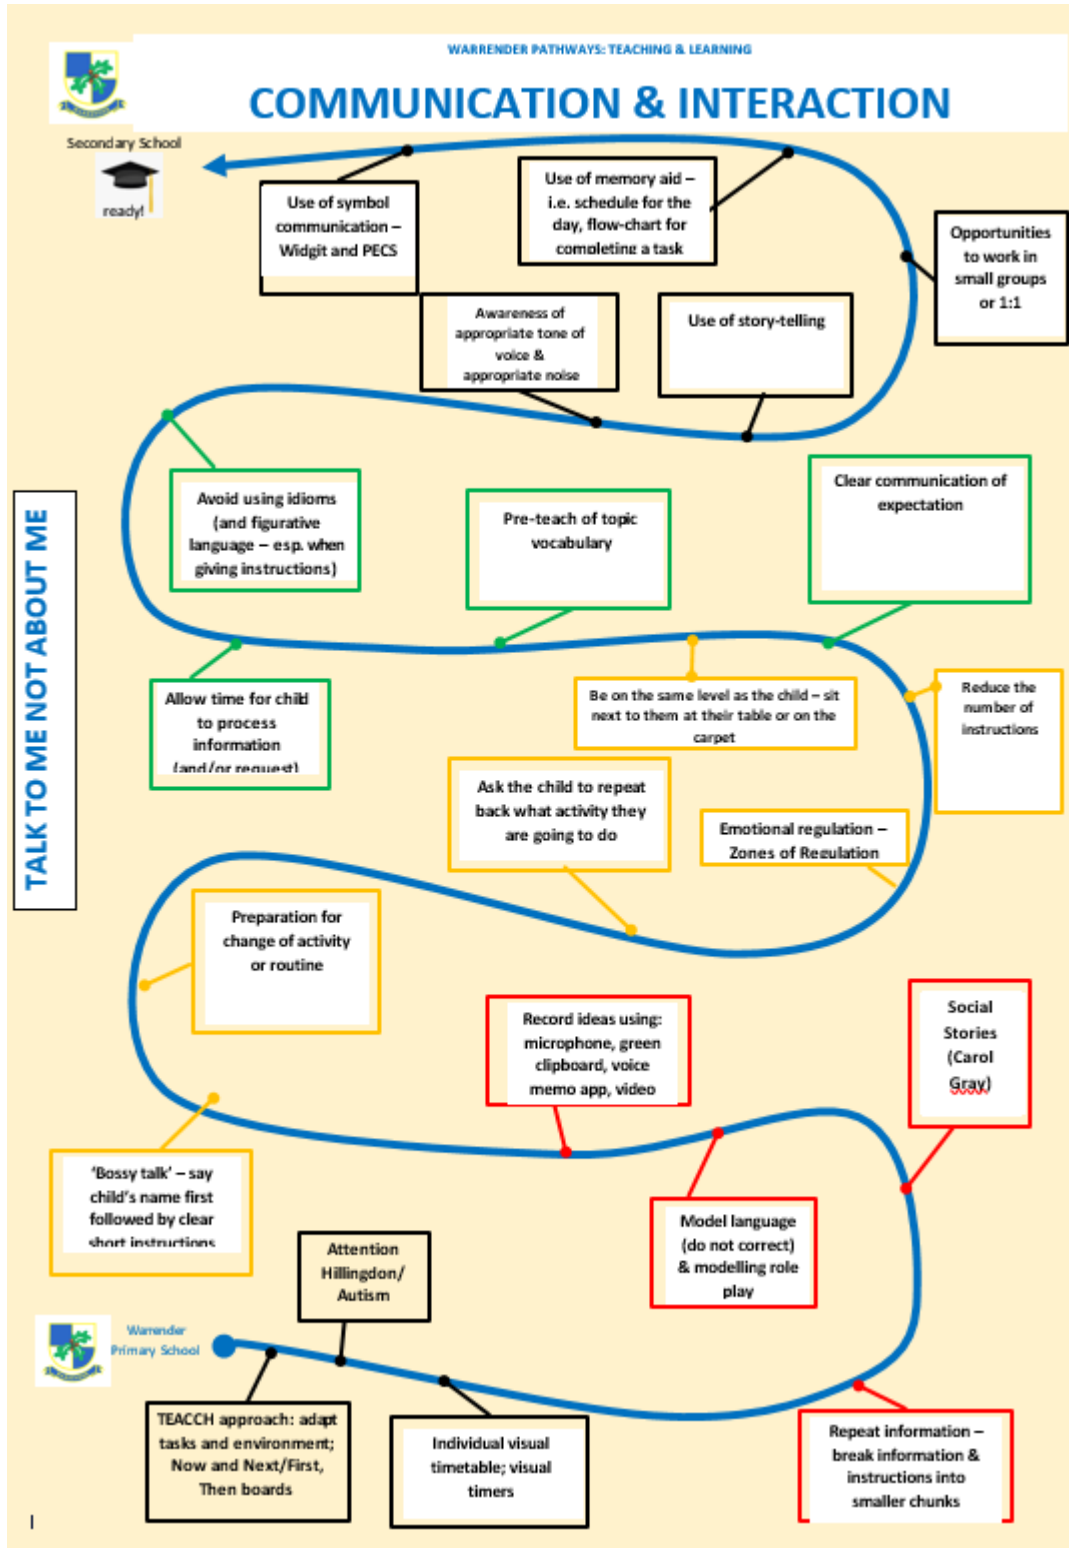 WARRENDER PATHWAYS: TEACHING & LEARNING
COMMUNICATION & INTERACTION
Secondary School
ready!
Use of symbol
communication –
Widgit and PECS
Use of memory aid –
i.e. schedule for the
day, flow-chart for
completing a task
Opportunities
to work in
small groups
or 1:1
Awareness of
appropriate tone of
voice &
appropriate noise
Use of story-telling
TALK TO ME NOT ABOUT ME
Avoid using idioms
(and figurative
language – esp. when
giving instructions)
Pre-teach of topic
vocabulary
Clear communication of
expectation
Allow time for child
to process
information
(and/or request)
Be on the same level as the child – sit
next to them at their table or on the
carpet
Reduce the
number of
instructions
Ask the child to repeat
back what activity they
are going to do
Emotional regulation –
Zones of Regulation
Preparation for
change of activity
or routine
Record ideas using:
microphone, green
clipboard, voice
memo app, video
Social
Stories
(Carol
Gray)
'Bossy talk' – say
child's name first
followed by clear
short instructions
Model language
(do not correct)
& modelling role
play
Attention
Hillingdon/
Autism
Warrender
Primary School
TEACCH approach: adapt
tasks and environment;
Now and Next/First,
Then boards
Individual visual
timetable; visual
timers
Repeat information –
break information &
instructions into
smaller chunks